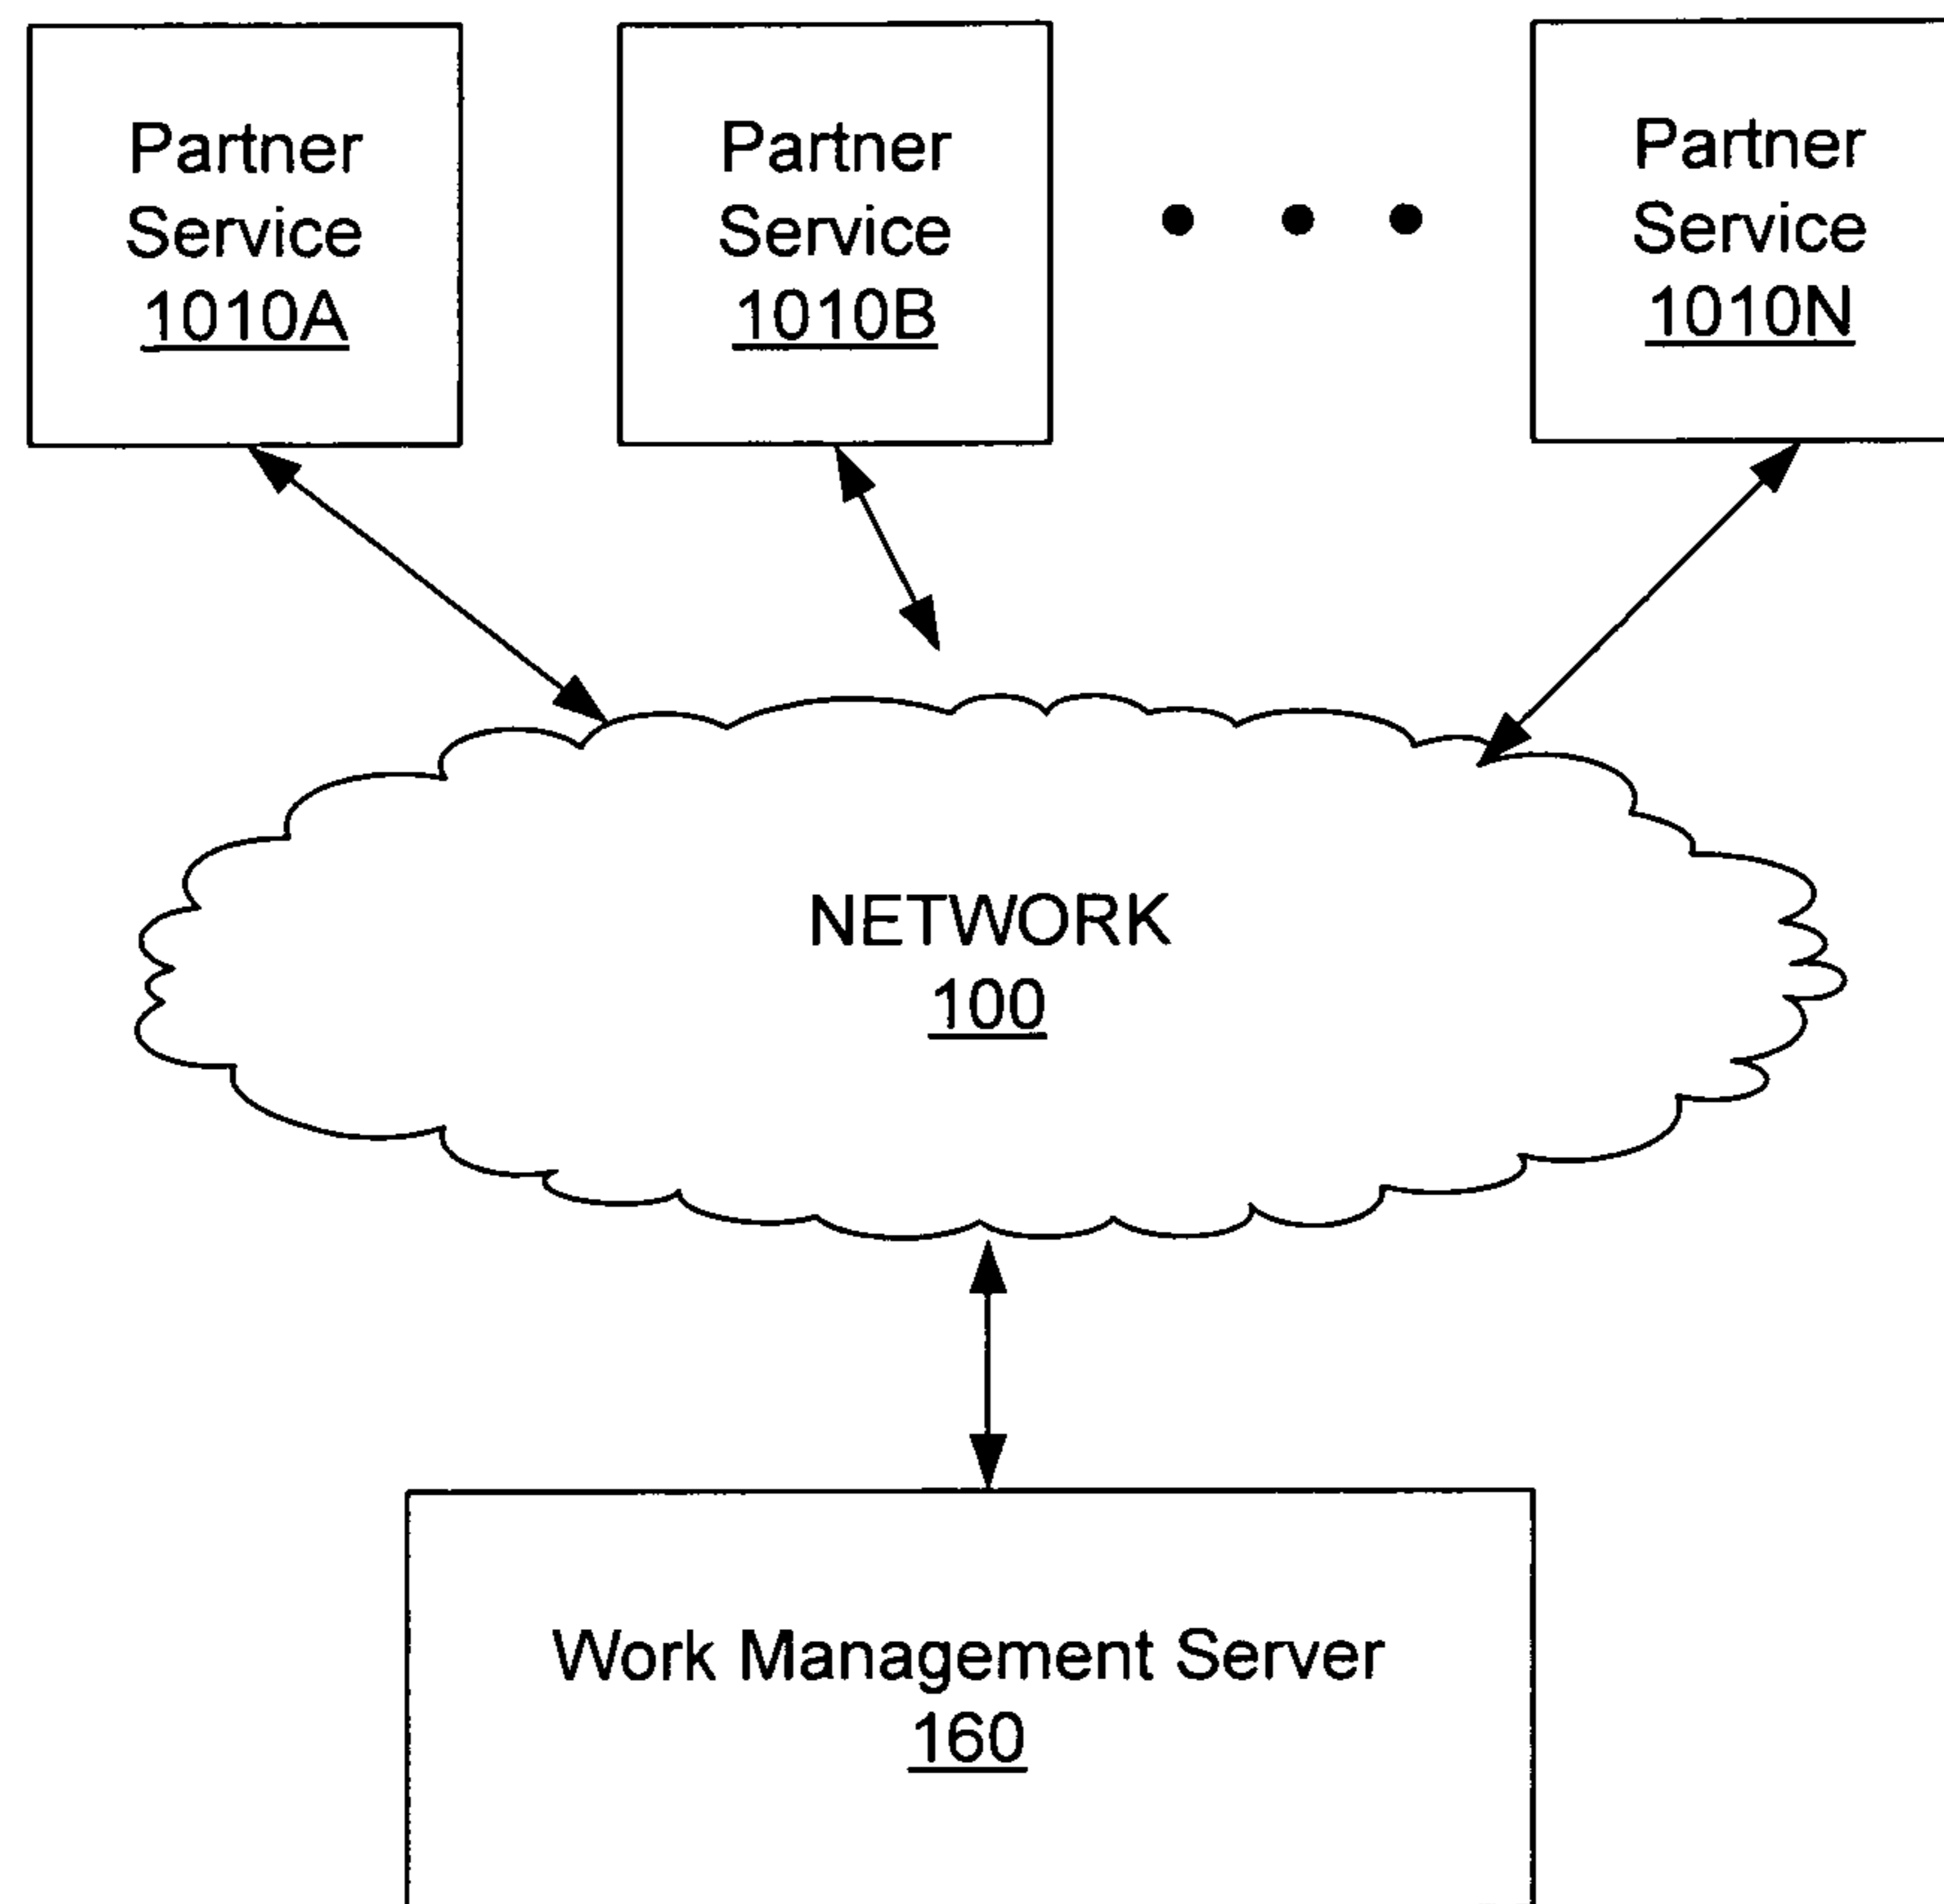 Partner
Service
1010A
Partner
Service
1010B
Partner
Service
1010N
NETWORK
100
Work Management Server
160